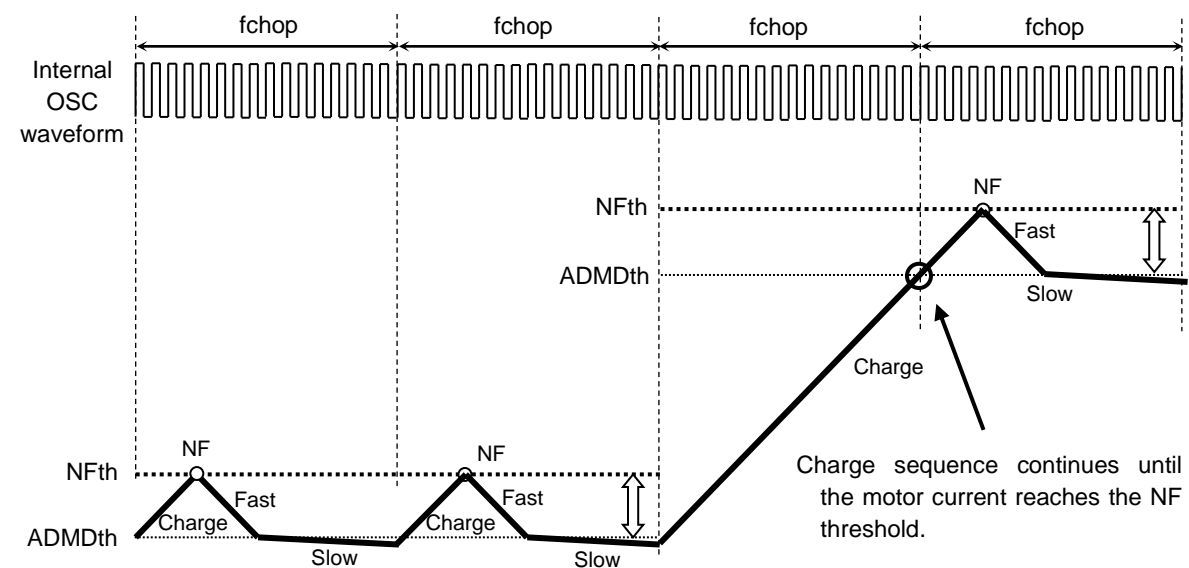 fchop fchop fchop fchop
Internal
OSC
waveform
NF
NFth
Fast
ADMDth
Slow
Charge
NF NF
NFth
Fast Fast
Charge Charge
ADMDth
Slow Slow
Charge sequence continues until
the motor current reaches the NF
threshold.